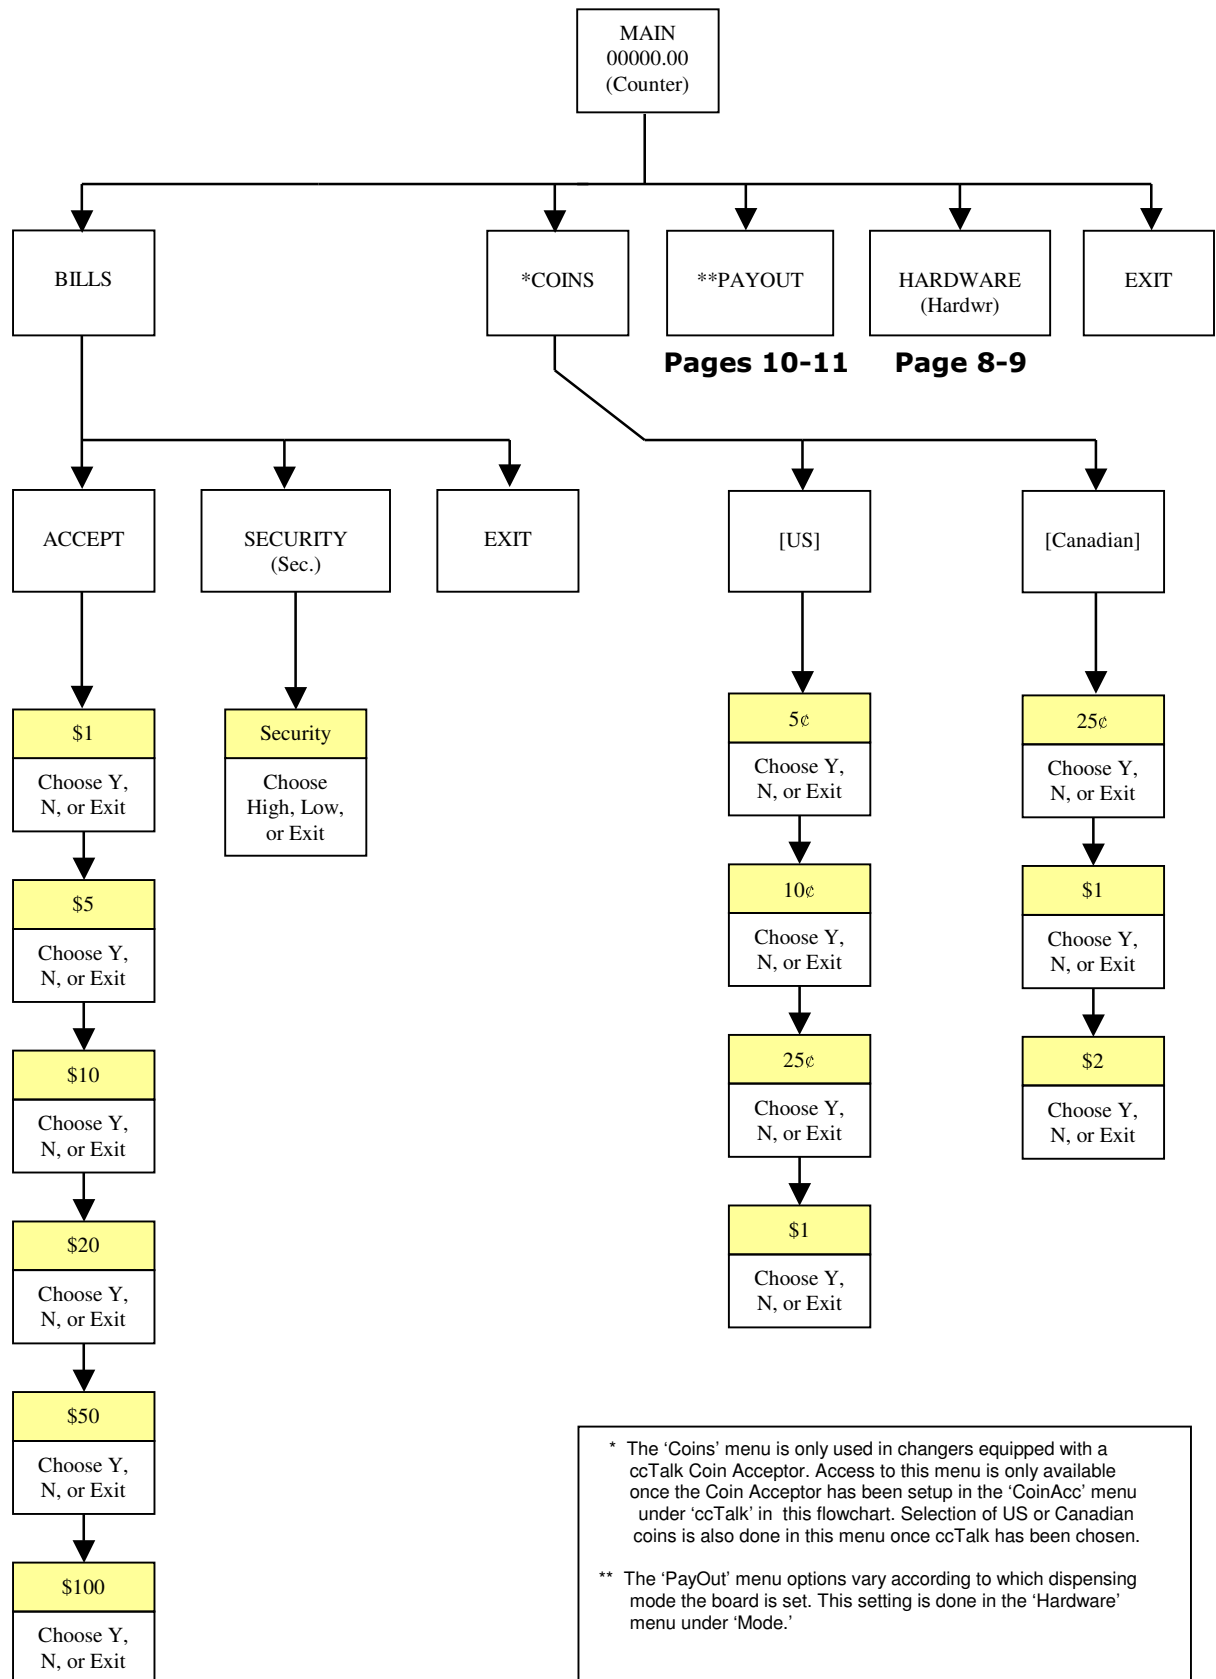 MAIN
00000.00
(Counter)
BILLS
*COINS
**PAYOUT
HARDWARE
(Hardwr)
EXIT
Pages 10-11
Page 8-9
ACCEPT
SECURITY
(Sec.)
EXIT
[US]
[Canadian]
$1
Choose Y,
N, or Exit
$5
Choose Y,
N, or Exit
$10
Choose Y,
N, or Exit
$20
Choose Y,
N, or Exit
$50
Choose Y,
N, or Exit
$100
Choose Y,
N, or Exit
Security
Choose
High, Low,
or Exit
5¢
Choose Y,
N, or Exit
10¢
Choose Y,
N, or Exit
25¢
Choose Y,
N, or Exit
$1
Choose Y,
N, or Exit
25¢
Choose Y,
N, or Exit
$1
Choose Y,
N, or Exit
$2
Choose Y,
N, or Exit
* The ‘Coins’ menu is only used in changers equipped with a
ccTalk Coin Acceptor. Access to this menu is only available
once the Coin Acceptor has been setup in the ‘CoinAcc’ menu
under ‘ccTalk’ in this flowchart. Selection of US or Canadian
coins is also done in this menu once ccTalk has been chosen.
** The ‘PayOut’ menu options vary according to which dispensing
mode the board is set. This setting is done in the ‘Hardware’
menu under ‘Mode.’